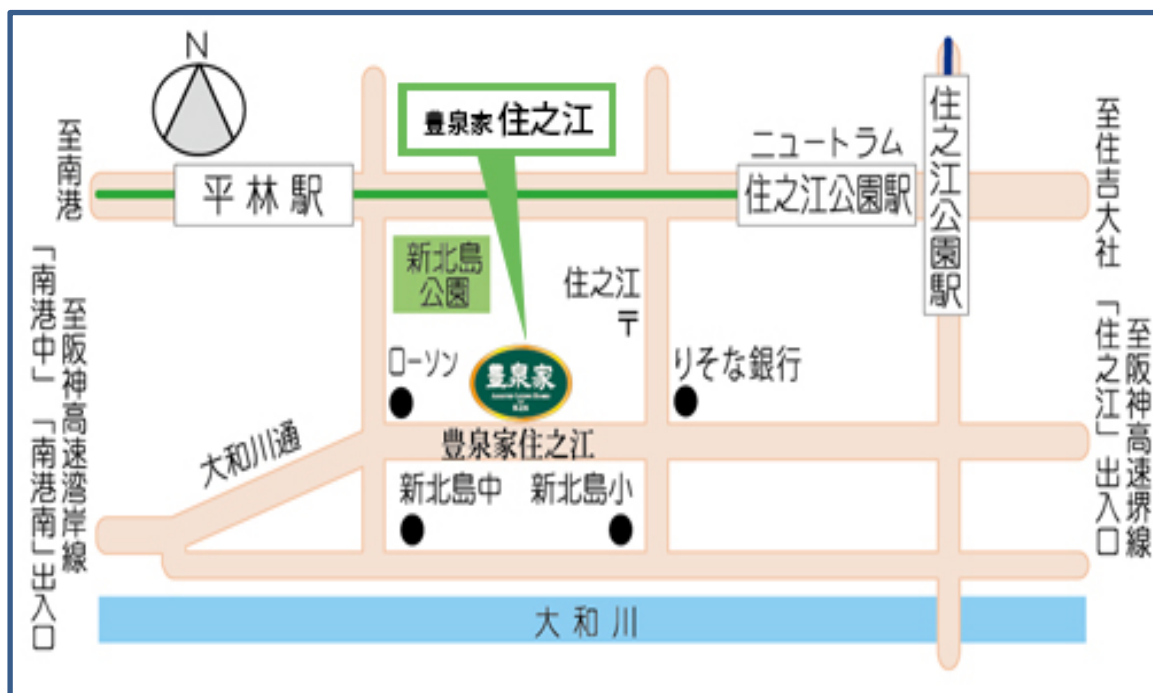 N
豊泉家 住之江
至南港
平林駅
ニュートラム
住之江公園駅
住之江公園駅
至住吉大社
新北島
公園
住之江
〒
ローソン
豊泉家
りそな銀行
豊泉家住之江
大和川通
新北島中
新北島小
至阪神高速湾岸線
「南港中」「南港南」出入口
至阪神高速堺線
「住之江」出入口
大和川